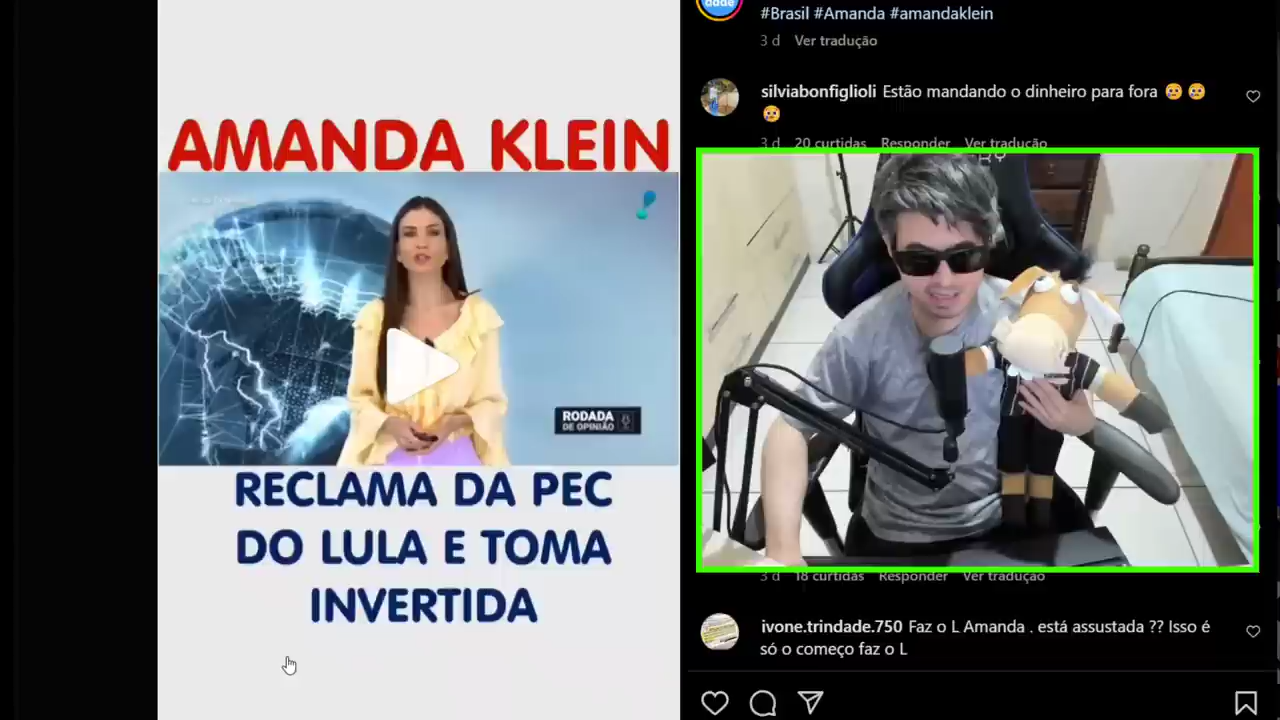 AMANDA KLEIN
RODADA
DE OPINIÃO
RECLAMA DA PEC
DO LULA E TOMA
INVERTIDA
dade
#Brasil #Amanda #amandaklein
3 d Ver tradução
silviabonfiglioli Estão mandando o dinheiro para fora 😢😢
😢
3 d 20 curtidas Responder Ver tradução
3 d 18 curtidas Responder Ver tradução
ivone.trindade.750 Faz o L Amanda . está assustada ?? Isso é
só o começo faz o L